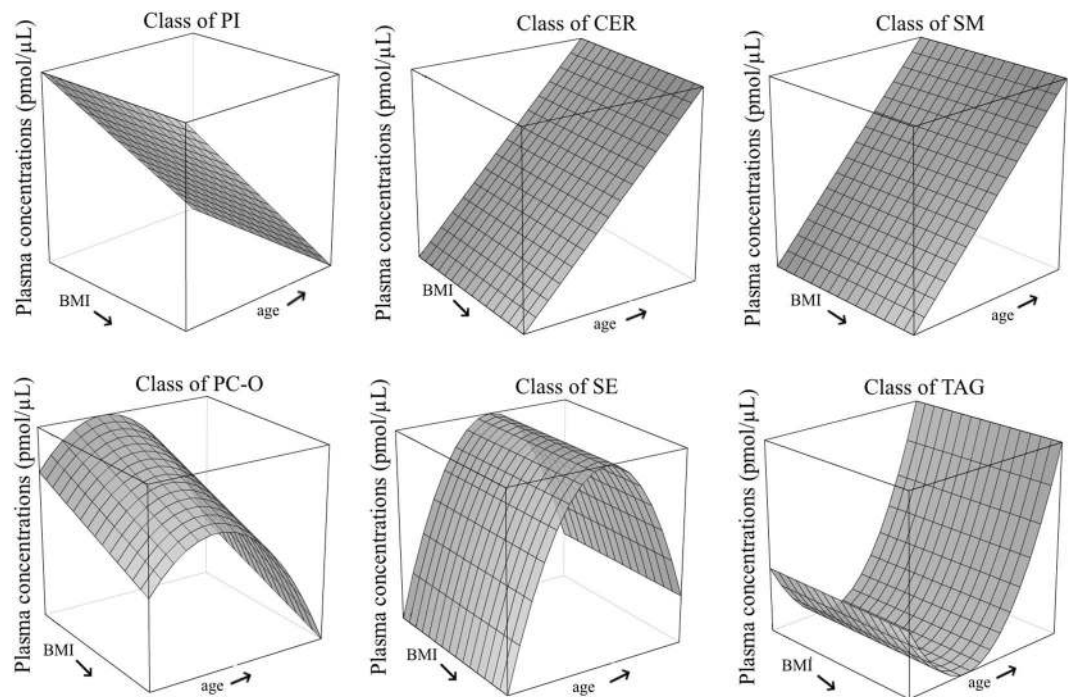 Class of PI
Plasma concentrations (pmol/µL)
BMI
age
Class of CER
Plasma concentrations (pmol/µL)
BMI
age
Class of SM
Plasma concentrations (pmol/µL)
BMI
age
Class of PC-O
Plasma concentrations (pmol/µL)
BMI
age
Class of SE
Plasma concentrations (pmol/µL)
BMI
age
Class of TAG
Plasma concentrations (pmol/µL)
BMI
age